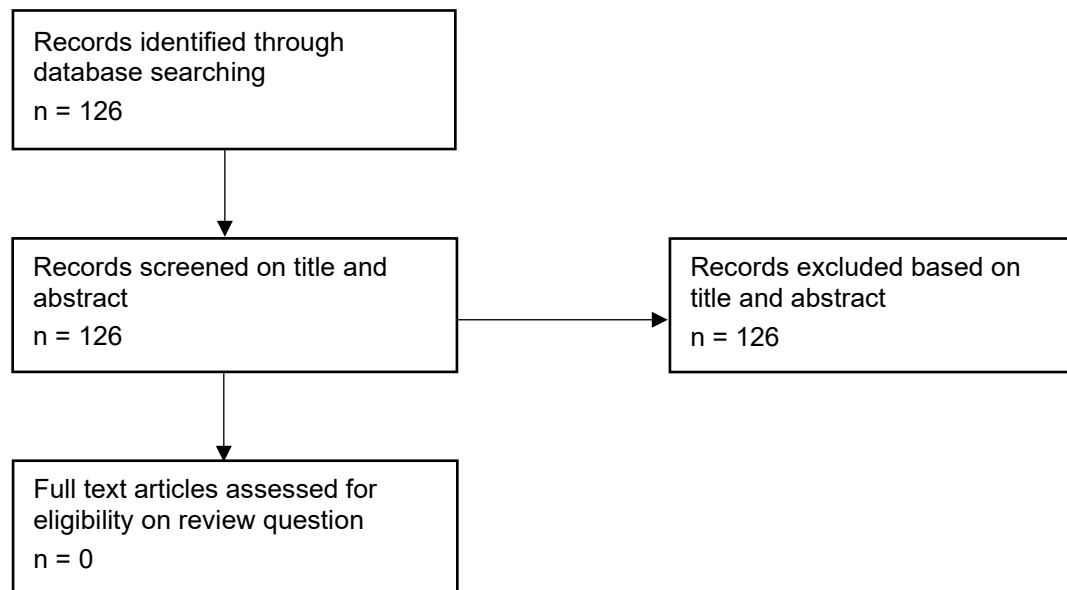 Records identified through
database searching
n = 126
Records screened on title and
abstract
n = 126
Records excluded based on
title and abstract
n = 126
Full text articles assessed for
eligibility on review question
n = 0